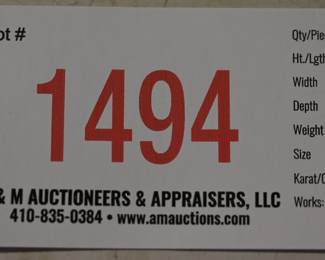 ot #
1494
& M AUCTIONEERS & APPRAISERS, LLC
410-835-0384 • www.amauctions.com
Qty/Pie
Ht./Lgth
Width
Depth
Weight
Size
Karat/C
Works: